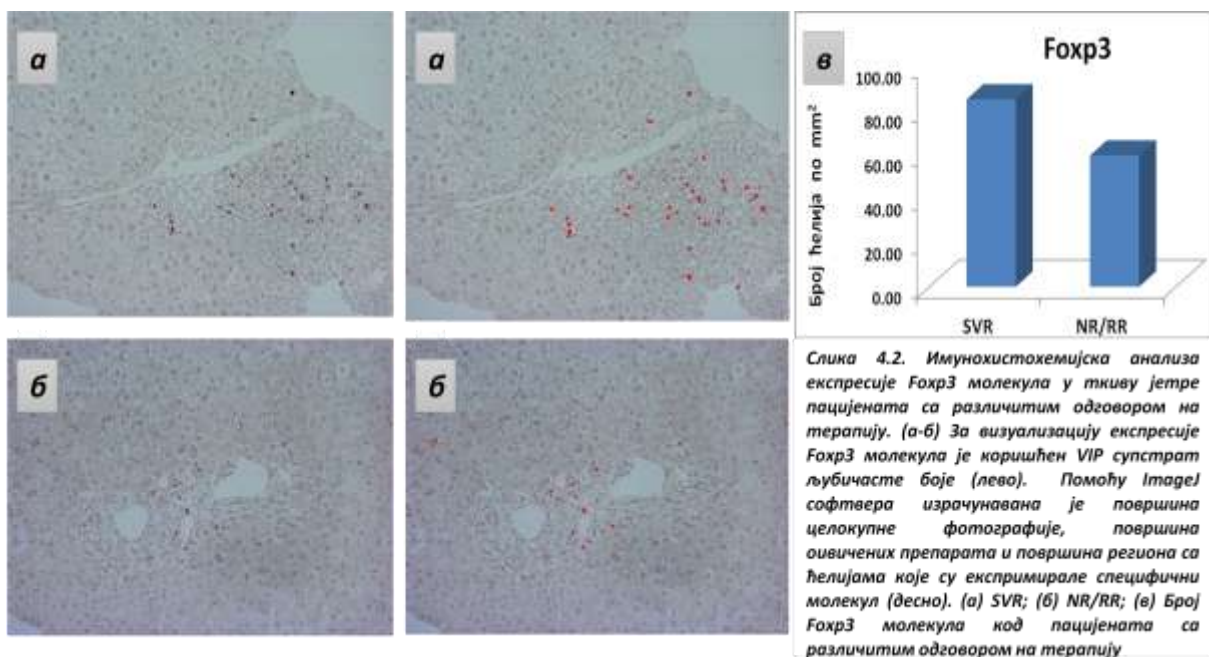 а
а
в
Foxp3
Број ћелија по mm²
100.00
80.00
60.00
40.00
20.00
0.00
SVR
NR/RR
б
б
Слика 4.2. Имунохистохемијска анализа
експресије Foxp3 молекула у ткиву јетре
пацијената са различитим одговором на
терапију. (а-б) За визуализацију експресије
Foxp3 молекула је коришћен VIP супстрат
љубичасте боје (лево). Помоћу ImageJ
софтвера израчунавана је површина
целокупне фотографије, површина
оивичених препарата и површина региона са
ћелијама које су експримирале специфични
молекул (десно). (а) SVR; (б) NR/RR; (в) Број
Foxp3 молекула код пацијената са
различитим одговором на терапију